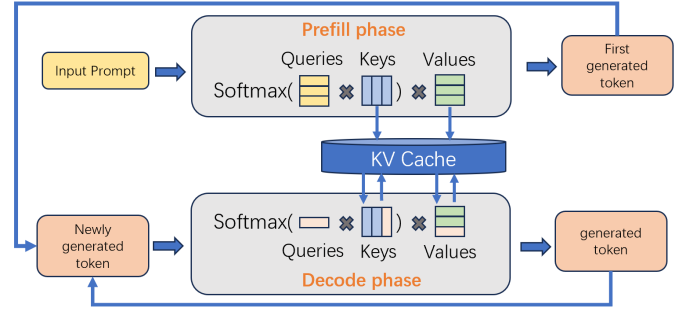 Prefill phase
Input Prompt
Queries Keys Values
Softmax( )
First
generated
token
KV Cache
Newly
generated
token
Softmax( )
Queries Keys Values
Decode phase
generated
token